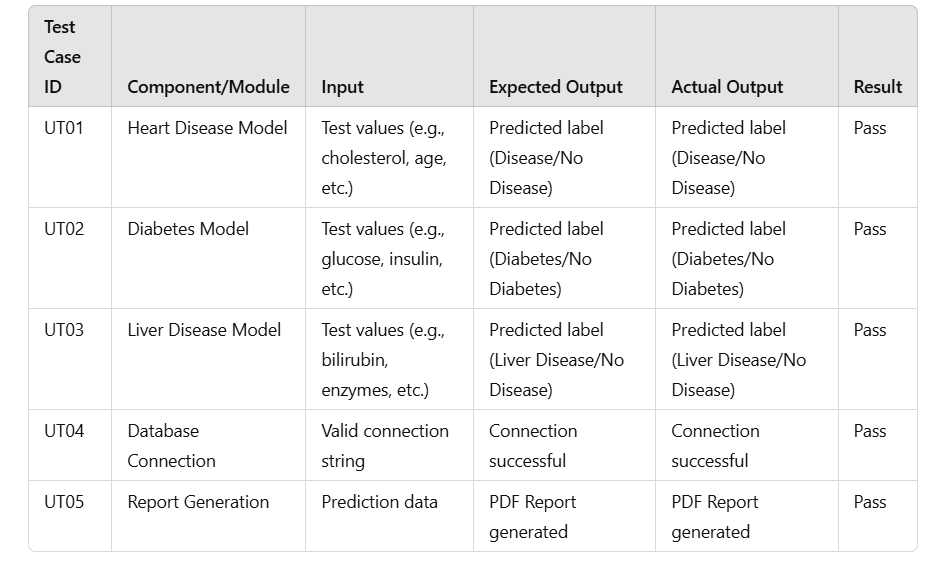 Test
Case
ID Component/Module Input Expected Output Actual Output Result
UT01 Heart Disease Model Test values (e.g., Predicted label Predicted label Pass
cholesterol, age, (Disease/No (Disease/No
etc.) Disease) Disease)
UT02 Diabetes Model Test values (e.g., Predicted label Predicted label Pass
glucose, insulin, (Diabetes/No (Diabetes/No
etc.) Diabetes) Diabetes)
UT03 Liver Disease Model Test values (e.g., Predicted label Predicted label Pass
bilirubin, (Liver Disease/No (Liver Disease/No
enzymes, etc.) Disease) Disease)
UT04 Database Valid connection Connection Connection Pass
Connection string successful successful
UT05 Report Generation Prediction data PDF Report PDF Report Pass
generated generated